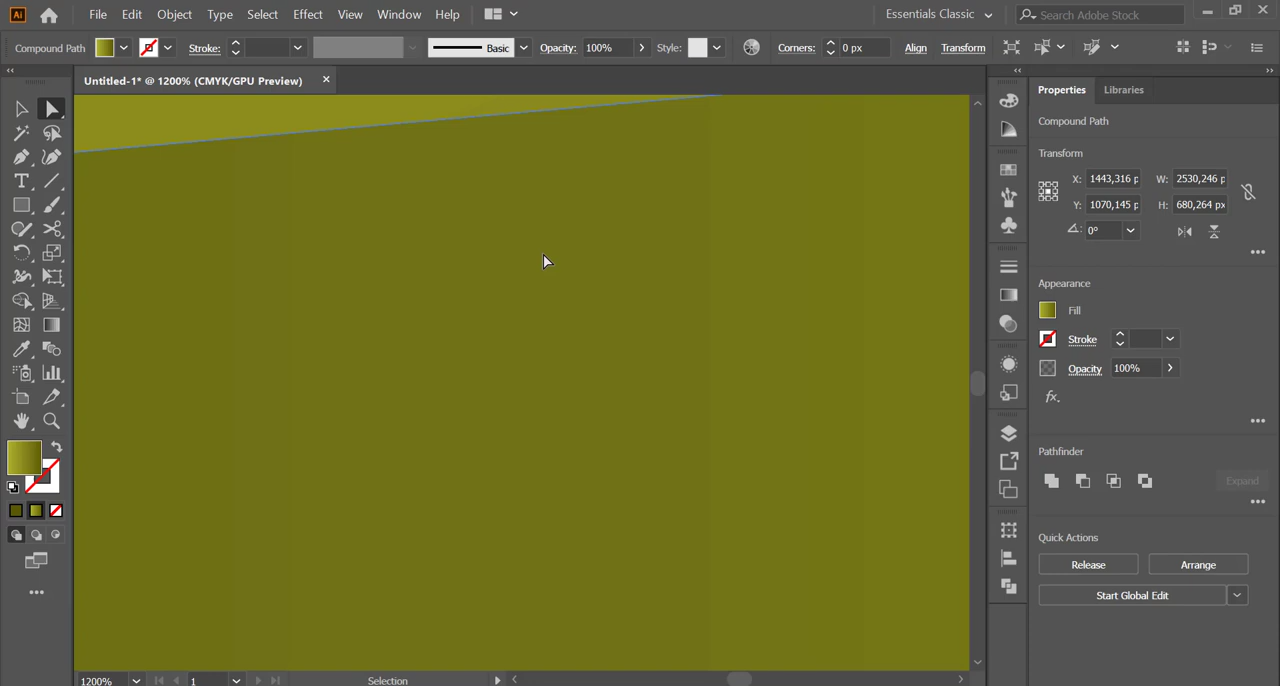 Ai File Edit Object Type Select Effect View Window Help Essentials Classic Search Adobe Stock
Compound Path Stroke: Basic Opacity: 100% Style: Corners: 0 px Align Transform
Untitled-1* @ 1200% (CMYK/GPU Preview)
Properties Libraries
Compound Path
Transform
X: 1443,316 p W: 2530,246 p
Y: 1070,145 p H: 680,264 px
0°
Appearance
Fill
Stroke
Opacity 100%
fx.
Pathfinder
Expand
Quick Actions
Release Arrange
Start Global Edit
1200% 1 Selection